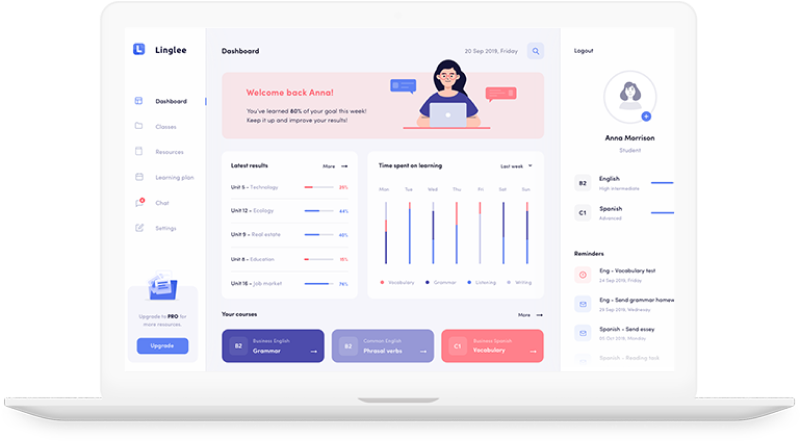 Linglee
Dashboard
Classes
Resources
Learning plan
Chat
Settings
Upgrade to PRO for
more resources.
Upgrade
Dashboard
20 Sep 2019, Friday
Welcome back Anna!
You've learned 80% of your goal this week!
Keep it up and improve your results!
Latest results
More
Unit 5 - Technology
Unit 12 - Ecology
Unit 9 - Real estate
Unit 8 - Education
Unit 16 - Job market
75%
Time spent on learning
Last week
Mon Tue Wed Thu Fri Sat Sun
Vocabulary Grammar Listening Writing
Your courses
More
B2
Business English
Grammar
B2
Common English
Phrasal verbs
C1
Business Spanish
Vocabulary
Logout
Anna Morrison
Student
B2
English
High intermediate
C1
Spanish
Advanced
Reminders
Eng - Vocabulary test
24 Sep 2019, Friday
Eng - Send grammar homew
Spanish - Send essey
Spanish - Reading task